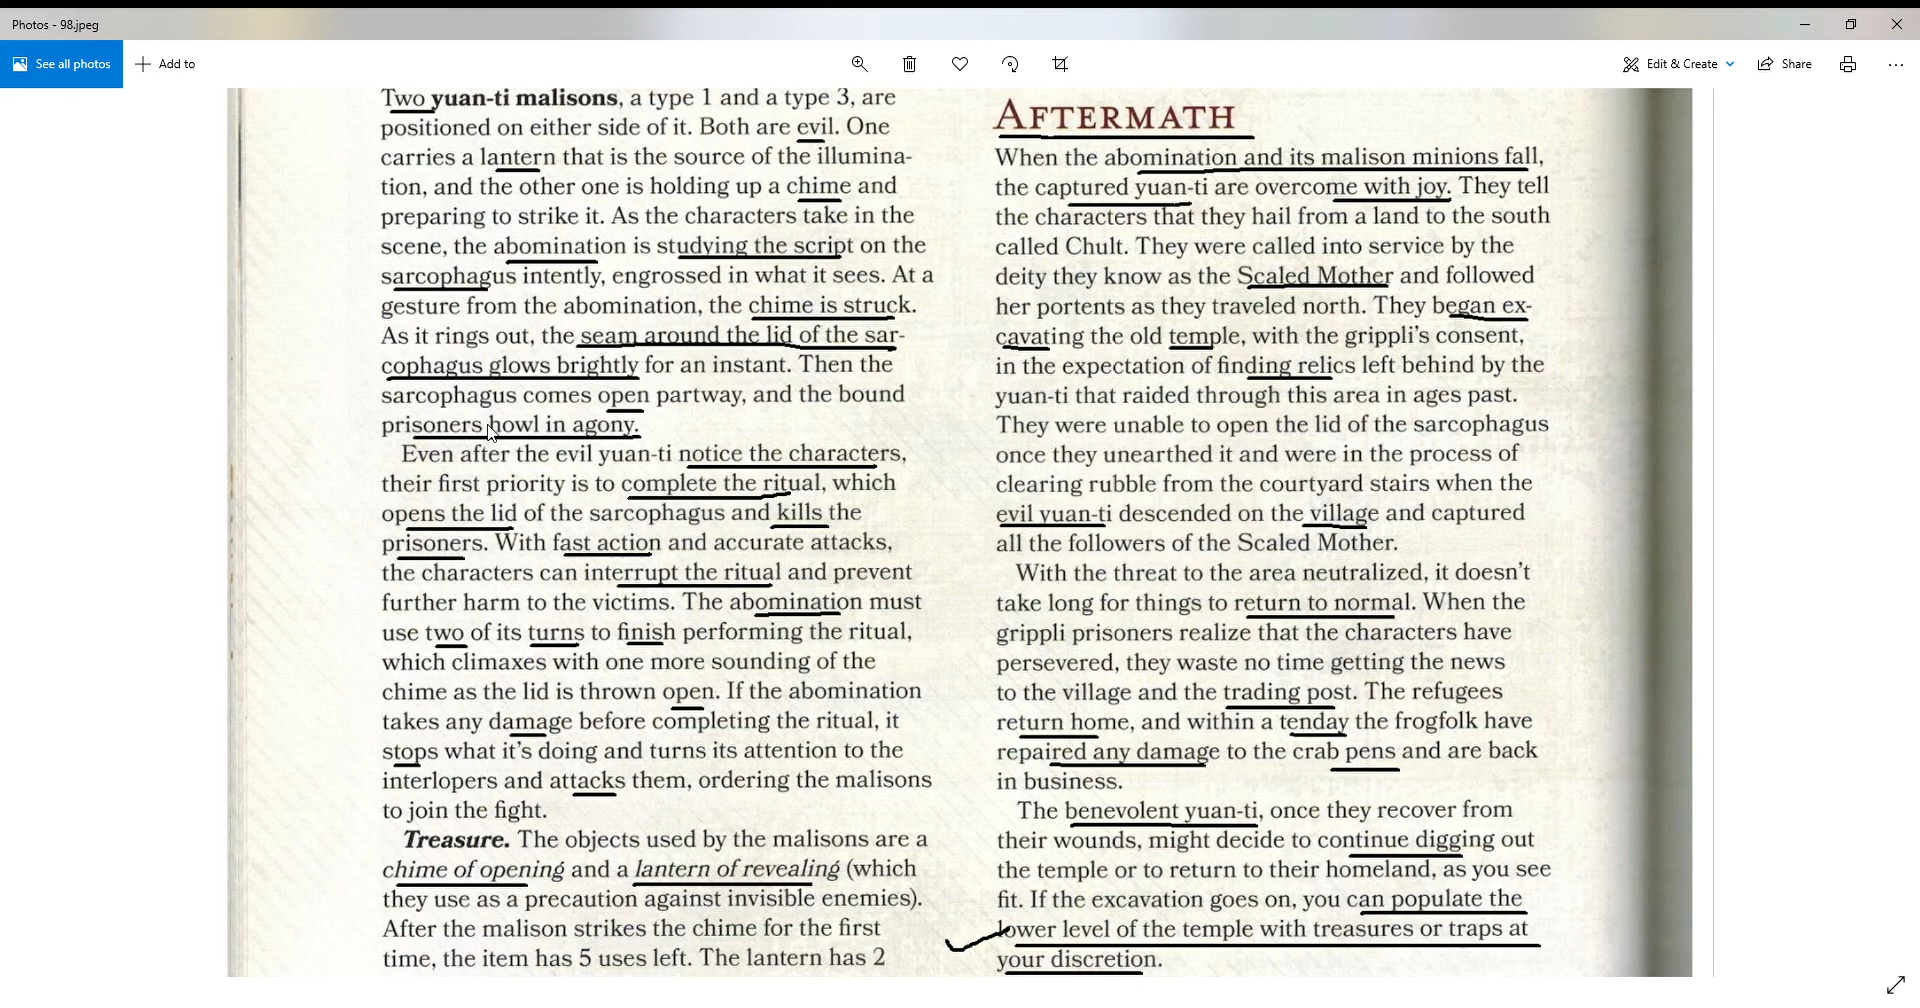 Photos - 98.jpeg
See all photos
Add to
Edit & Create
Share
Two yuan-ti malisons, a type 1 and a type 3, are
positioned on either side of it. Both are evil. One
carries a lantern that is the source of the illumina-
tion, and the other one is holding up a chime and
preparing to strike it. As the characters take in the
scene, the abomination is studying the script on the
sarcophagus intently, engrossed in what it sees. At a
gesture from the abomination, the chime is struck.
As it rings out, the seam around the lid of the sar-
cophagus glows brightly for an instant. Then the
sarcophagus comes open partway, and the bound
prisoners howl in agony.
Even after the evil yuan-ti notice the characters,
their first priority is to complete the ritual, which
opens the lid of the sarcophagus and kills the
prisoners. With fast action and accurate attacks,
the characters can interrupt the ritual and prevent
further harm to the victims. The abomination must
use two of its turns to finish performing the ritual,
which climaxes with one more sounding of the
chime as the lid is thrown open. If the abomination
takes any damage before completing the ritual, it
stops what it's doing and turns its attention to the
interlopers and attacks them, ordering the malisons
to join the fight.
Treasure. The objects used by the malisons are a
chime of opening and a lantern of revealing (which
they use as a precaution against invisible enemies).
After the malison strikes the chime for the first
time, the item has 5 uses left. The lantern has 2
AFTERMATH
When the abomination and its malison minions fall,
the captured yuan-ti are overcome with joy. They tell
the characters that they hail from a land to the south
called Chult. They were called into service by the
deity they know as the Scaled Mother and followed
her portents as they traveled north. They began ex-
cavating the old temple, with the grippli's consent,
in the expectation of finding relics left behind by the
yuan-ti that raided through this area in ages past.
They were unable to open the lid of the sarcophagus
once they unearthed it and were in the process of
clearing rubble from the courtyard stairs when the
evil yuan-ti descended on the village and captured
all the followers of the Scaled Mother.
With the threat to the area neutralized, it doesn't
take long for things to return to normal. When the
grippli prisoners realize that the characters have
persevered, they waste no time getting the news
to the village and the trading post. The refugees
return home, and within a tenday the frogfolk have
repaired any damage to the crab pens and are back
in business.
The benevolent yuan-ti, once they recover from
their wounds, might decide to continue digging out
the temple or to return to their homeland, as you see
fit. If the excavation goes on, you can populate the
lower level of the temple with treasures or traps at
your discretion.